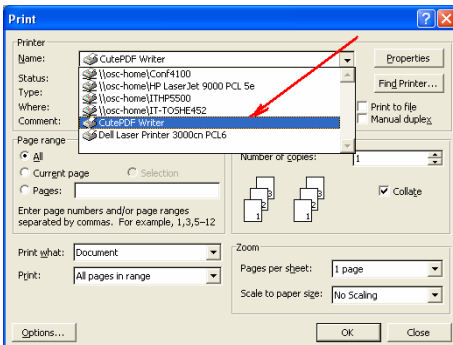 Print
Printer
Name: CutePDF Writer Properties
\\osc-home\Conf4100
Status: \\osc-home\HP LaserJet 9000 PCL 5e Find Printer...
Type: \\osc-home\ITHP5500
Where: \\osc-home\IT-TOSHE452 Print to file
Comment: CutePDF Writer Manual duplex
Dell Laser Printer 3000cn PCL6
Page range
All Number of copies: 1
Current page Selection
Pages: Collate
Enter page numbers and/or page ranges
separated by commas. For example, 1,3,5–12
Print what: Document Zoom
Print: All pages in range Pages per sheet: 1 page
Scale to paper size: No Scaling
Options... OK Close